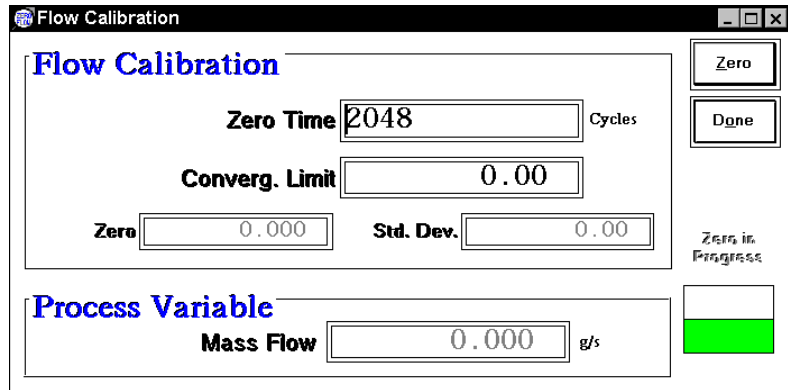 Flow Calibration
Flow Calibration
Zero
Zero Time 2048 Cycles
Done
Converg. Limit 0.00
Zero 0.000 Std. Dev. 0.00
Zero in
Progress
Process Variable
Mass Flow 0.000 g/s